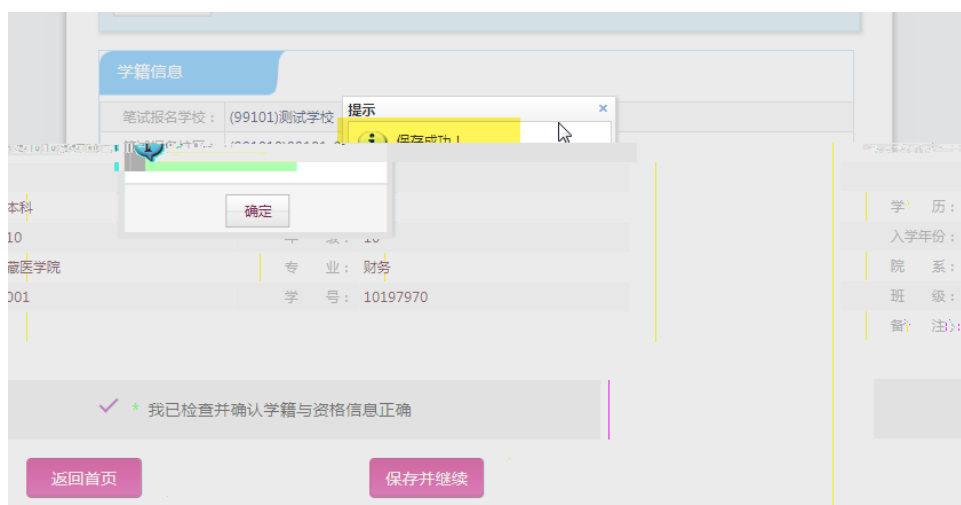 学籍信息
笔试报名学校： (99101)测试学校
提示 ×
保存成功！
确定
本科
学 历：
10
10
入学年份：
藏医学院
专 业： 财务
院 系：
001
学 号： 10197970
班 级：
备 注：
* 我已检查并确认学籍与资格信息正确
返回首页
保存并继续